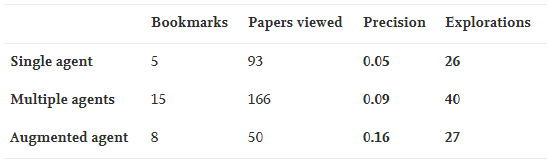 Bookmarks Papers viewed Precision Explorations
Single agent 5 93 0.05 26
Multiple agents 15 166 0.09 40
Augmented agent 8 50 0.16 27